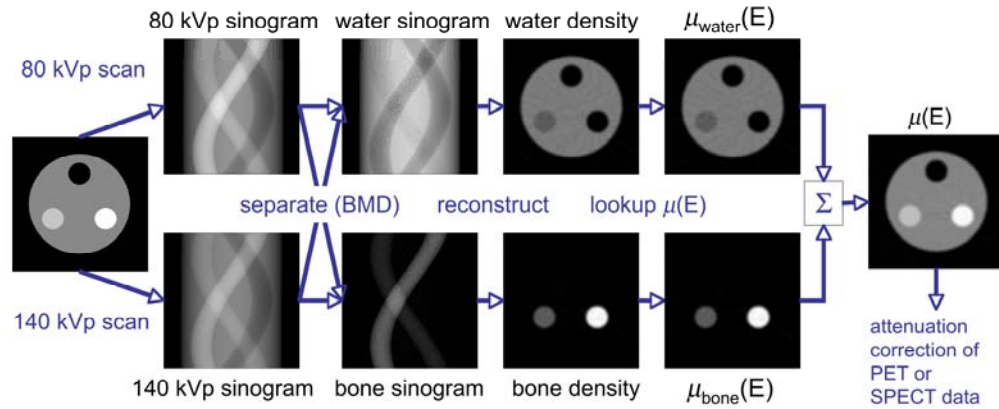 80 kVp sinogram
water sinogram
water density
μwater(E)
80 kVp scan
μ(E)
separate (BMD)
reconstruct
lookup μ(E)
Σ
140 kVp scan
140 kVp sinogram
bone sinogram
bone density
μbone(E)
attenuation
correction of
PET or
SPECT data